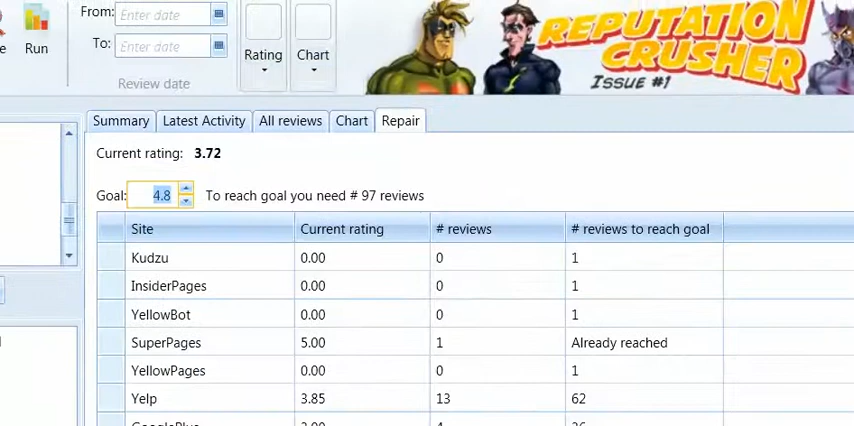 From: Enter date
To: Enter date
Review date
Run
Rating
Chart
REPUTATION
CRUSHER
ISSUE #1
Summary Latest Activity All reviews Chart Repair
Current rating: 3.72
Goal: 4.8 To reach goal you need # 97 reviews
Site Current rating # reviews # reviews to reach goal
Kudzu 0.00 0 1
InsiderPages 0.00 0 1
YellowBot 0.00 0 1
SuperPages 5.00 1 Already reached
YellowPages 0.00 0 1
Yelp 3.85 13 62